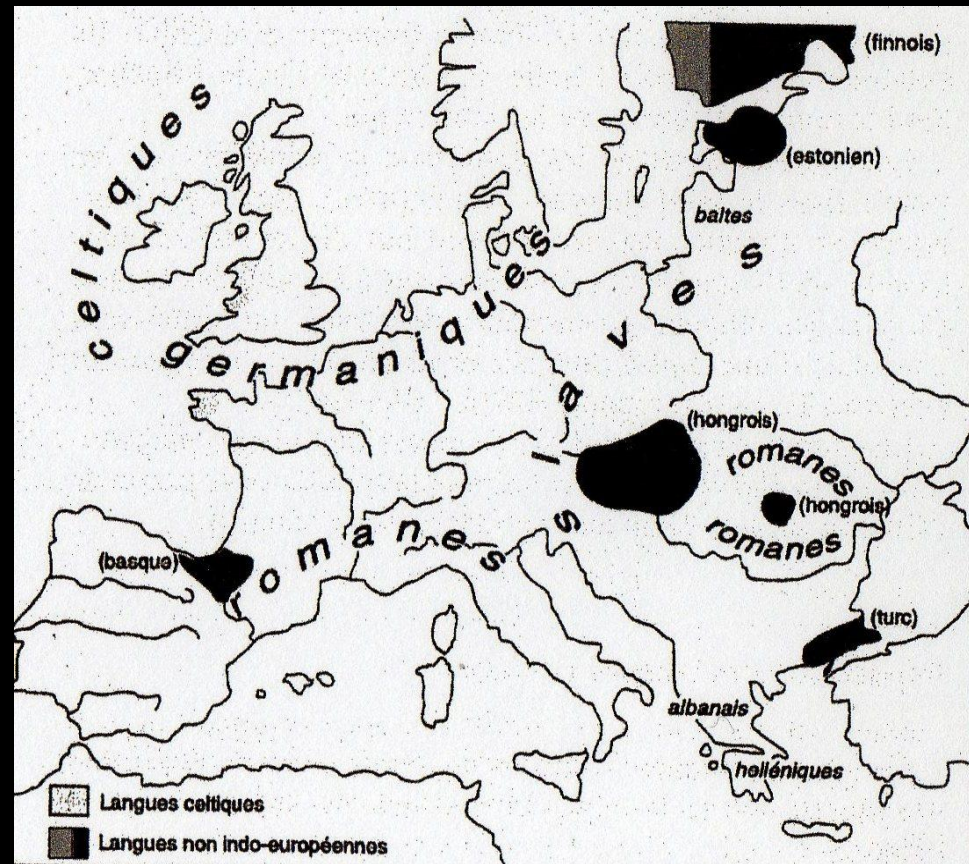 (finnois)
(estonien)
baltes
celtiques
germaniques
slaves
(hongrois)
romanes
(hongrois)
romanes
(basque)
romanes
(turc)
albanais
helléniques
Langues celtiques
Langues non indo-européennes